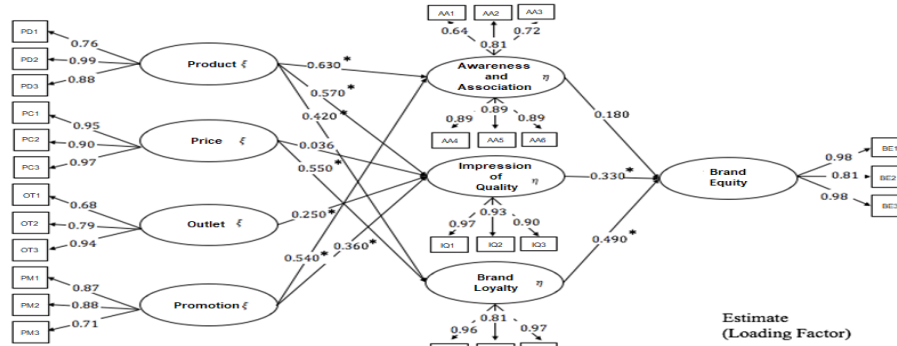 AA1 AA2 AA3
0.64 0.81 0.72
PD1
0.76
PD2
0.99
PD3
0.88
Product ξ
0.630*
0.570*
0.420*
Awareness
and
Association η
0.89 0.89 0.89
AA4 AA5 AA6
0.180
PC1
0.95
PC2
0.90
PC3
0.97
Price ξ
0.036
0.550*
Impression
of
Quality η
0.330*
0.97 0.93 0.90
IQ1 IQ2 IQ3
Brand
Equity
0.98 BE1
0.81 BE2
0.98 BE3
OT1
0.68
OT2
0.79
OT3
0.94
Outlet ξ
0.250*
0.360*
0.540*
0.490*
PM1
0.87
PM2
0.88
PM3
0.71
Promotion ξ
Brand
Loyalty η
0.96 0.81 0.97
Estimate
(Loading Factor)